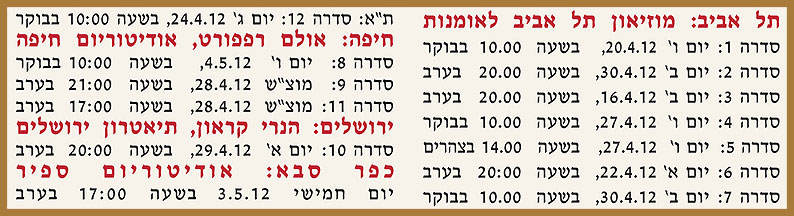 תל אביב: מוזיאון תל אביב לאומנות
סדרה 1: יום ו' 20.4.12, בשעה 10.00 בבוקר
סדרה 2: יום ב' 30.4.12, בשעה 20.00 בערב
סדרה 3: יום ב' 16.4.12, בשעה 20.00 בערב
סדרה 4: יום ו' 27.4.12, בשעה 10.00 בבוקר
סדרה 5: יום ו' 27.4.12, בשעה 14.00 בצהרים
סדרה 6: יום א' 22.4.12, בשעה 20:00 בערב
סדרה 7: יום ב' 30.4.12, בשעה 10.00 בבוקר
ת"א: סדרה 12: יום ג' 24.4.12, בשעה 10:00 בבוקר
חיפה: אולם רפפורט, אודיטוריום חיפה
סדרה 8: יום ו' 4.5.12, בשעה 10:00 בבוקר
סדרה 9: מוצ"ש 28.4.12, בשעה 21:00 בערב
סדרה 11: מוצ"ש 28.4.12, בשעה 17:00 בערב
ירושלים: הנרי קראון, תיאטרון ירושלים
סדרה 10: יום א' 29.4.12, בשעה 20:00 בערב
כפר סבא: אודיטוריום ספיר
יום חמישי 3.5.12 בשעה 17:00 בערב